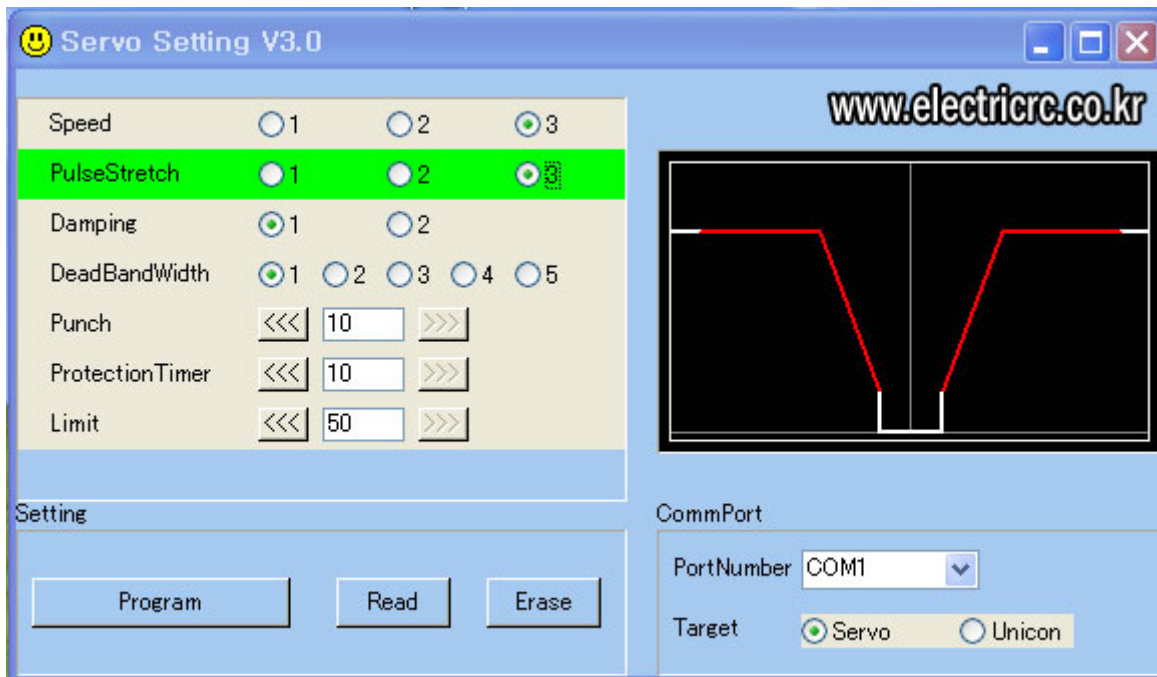 Servo Setting V3.0
www.electricrc.co.kr
Speed 1 2 3
PulseStretch 1 2 3
Damping 1 2
DeadBandWidth 1 2 3 4 5
Punch <<< 10 >>>
ProtectionTimer <<< 10 >>>
Limit <<< 50 >>>
Setting
Program Read Erase
CommPort
PortNumber COM1
Target Servo Unicon